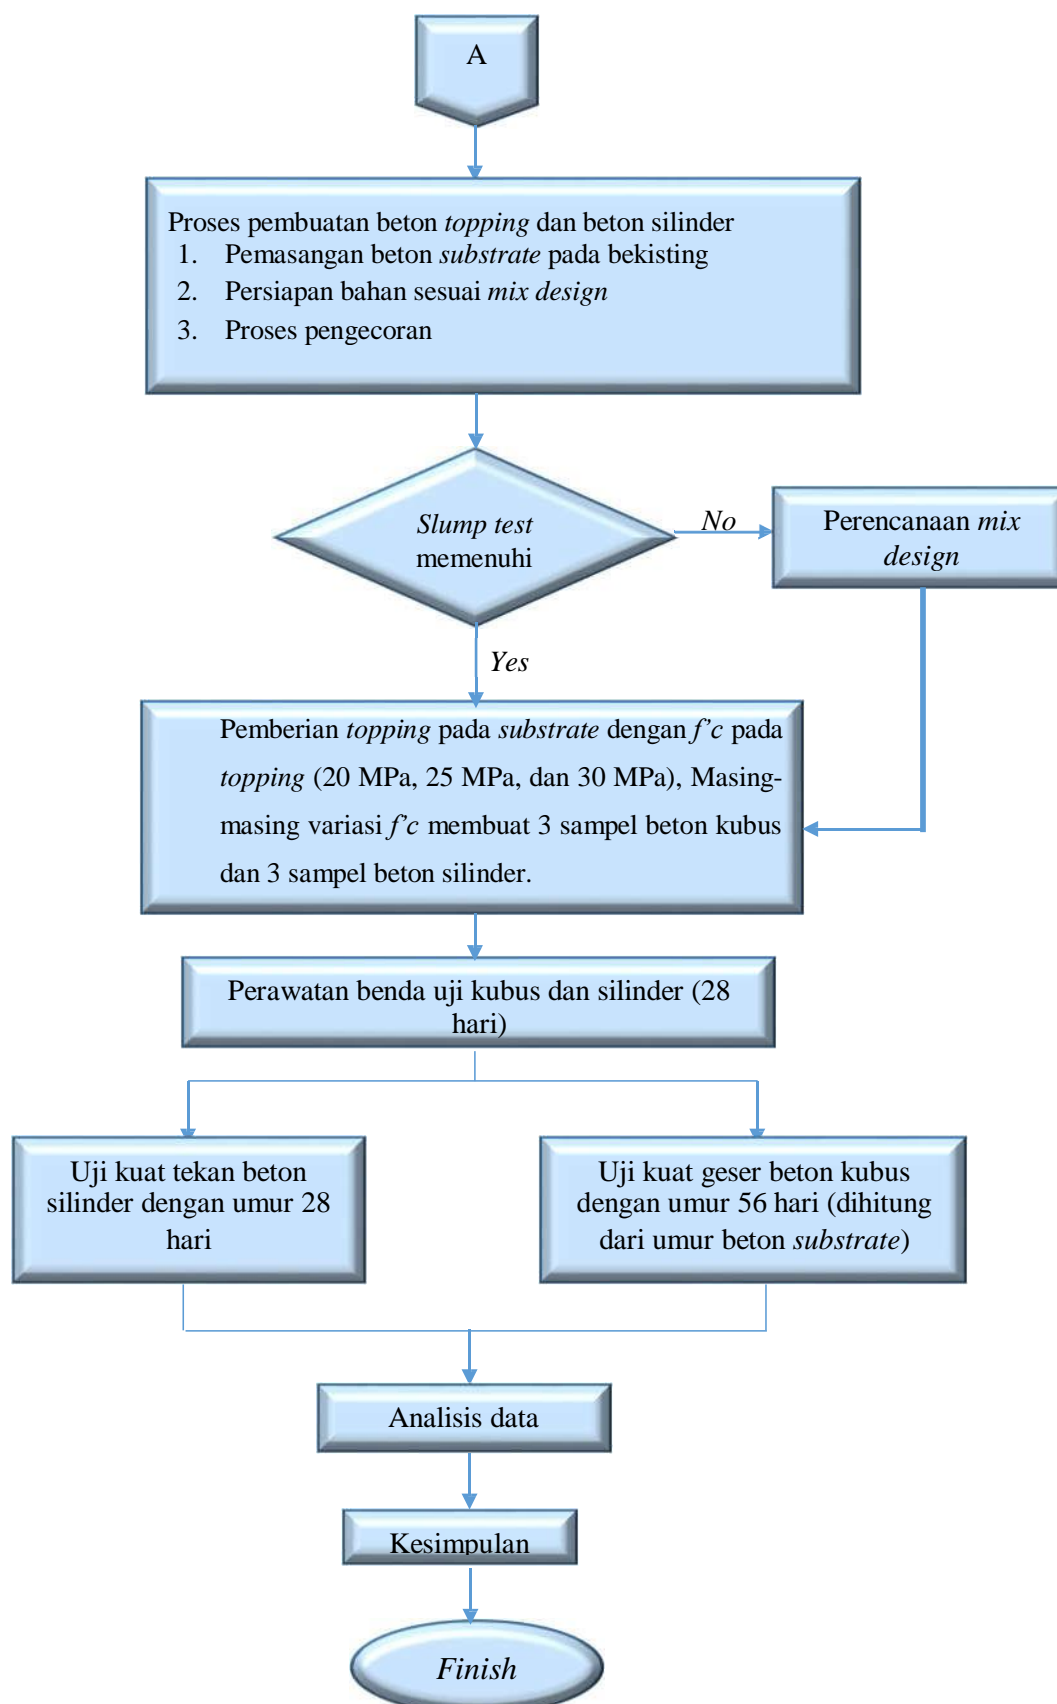 A
Proses pembuatan beton topping dan beton silinder
1. Pemasangan beton substrate pada bekisting
2. Persiapan bahan sesuai mix design
3. Proses pengecoran
Slump test
memenuhi
No
Perencanaan mix
design
Yes
Pemberian topping pada substrate dengan f'c pada
topping (20 MPa, 25 MPa, dan 30 MPa), Masing-
masing variasi f'c membuat 3 sampel beton kubus
dan 3 sampel beton silinder.
Perawatan benda uji kubus dan silinder (28
hari)
Uji kuat tekan beton
silinder dengan umur 28
hari
Uji kuat geser beton kubus
dengan umur 56 hari (dihitung
dari umur beton substrate)
Analisis data
Kesimpulan
Finish